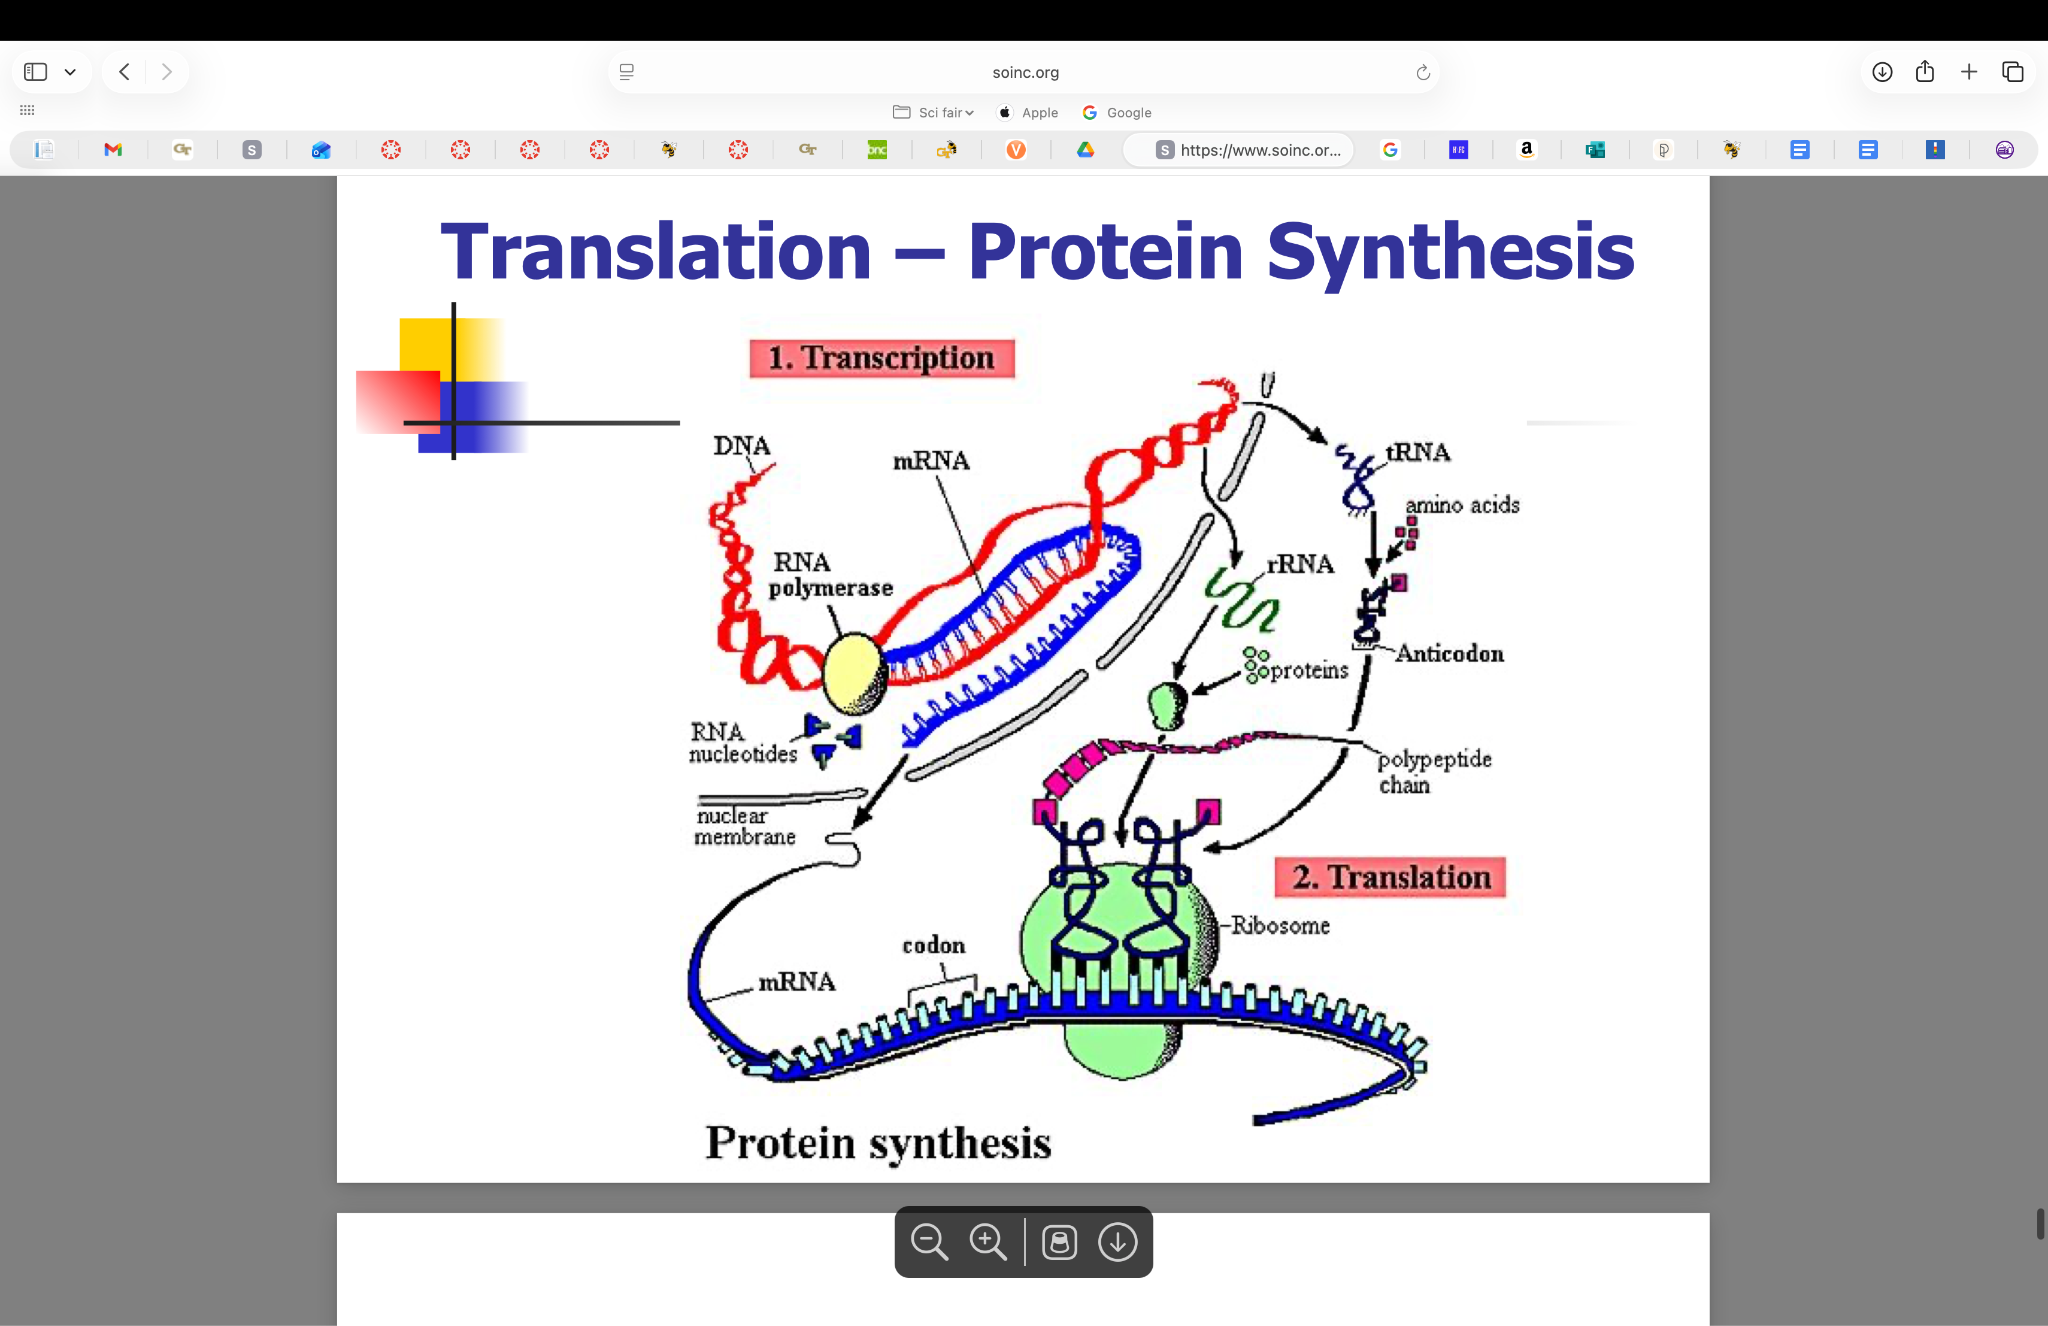 soinc.org
Sci fair
Apple
Google
https://www.soinc.or...
Translation – Protein Synthesis
1. Transcription
DNA
mRNA
tRNA
amino acids
RNA
polymerase
rRNA
Anticodon
proteins
RNA
nucleotides
polypeptide
chain
nuclear
membrane
2. Translation
Ribosome
codon
mRNA
Protein synthesis